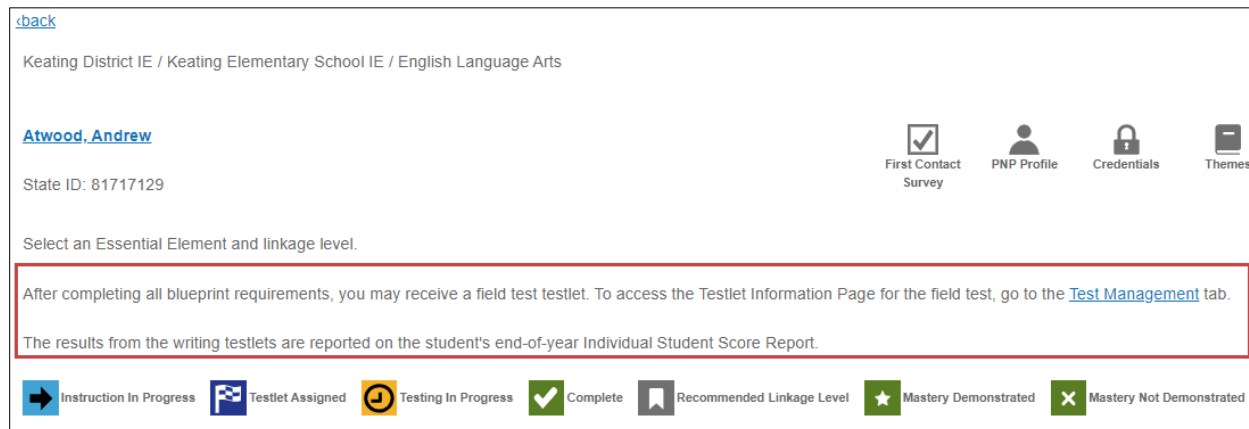 ‹back
Keating District IE / Keating Elementary School IE / English Language Arts
Atwood, Andrew
First Contact Survey
PNP Profile
Credentials
Themes
State ID: 81717129
Select an Essential Element and linkage level.
After completing all blueprint requirements, you may receive a field test testlet. To access the Testlet Information Page for the field test, go to the Test Management tab.
The results from the writing testlets are reported on the student's end-of-year Individual Student Score Report.
Instruction In Progress Testlet Assigned Testing In Progress Complete Recommended Linkage Level Mastery Demonstrated Mastery Not Demonstrated